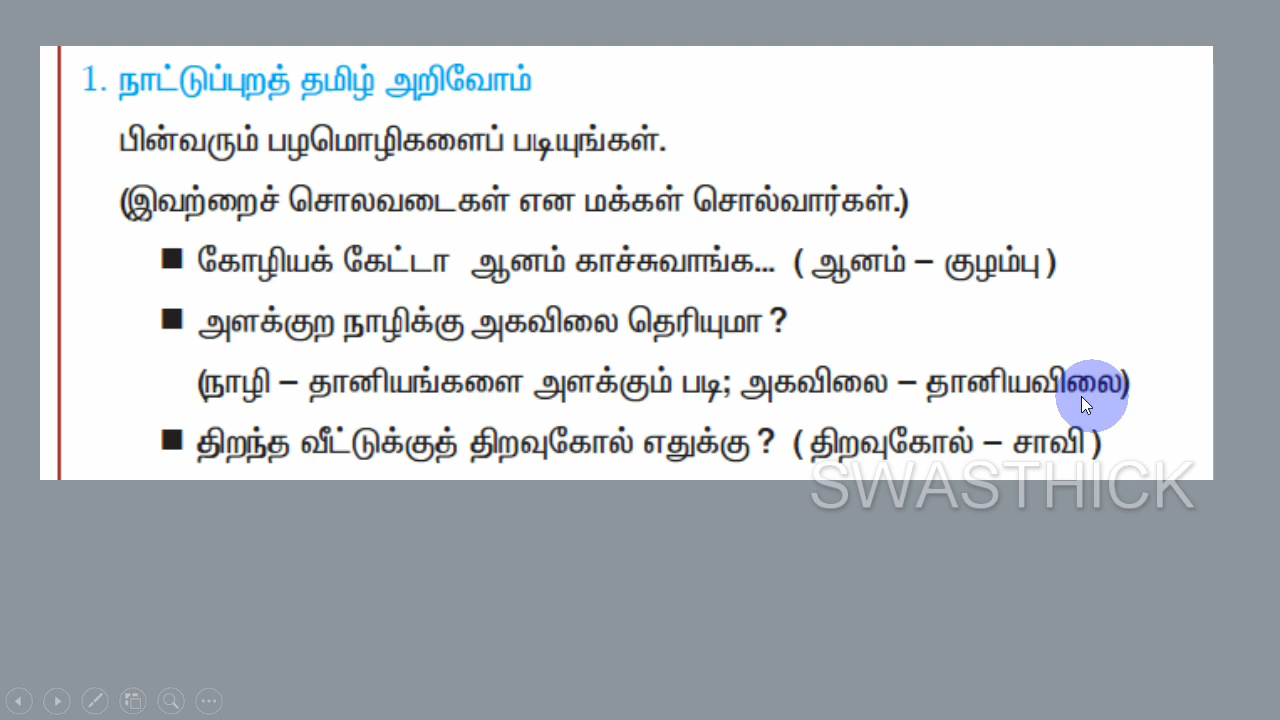 1. நாட்டுப்புறத் தமிழ் அறிவோம்
பின்வரும் பழமொழிகளைப் படியுங்கள்.
(இவற்றைச் சொலவடைகள் என மக்கள் சொல்வார்கள்.)
■ கோழியக் கேட்டா ஆனம் காச்சுவாங்க... ( ஆனம் – குழம்பு )
■ அளக்குற நாழிக்கு அகவிலை தெரியுமா ?
(நாழி – தானியங்களை அளக்கும் படி; அகவிலை – தானியவிலை)
■ திறந்த வீட்டுக்குத் திறவுகோல் எதுக்கு ? ( திறவுகோல் – சாவி )
SWASTHICK